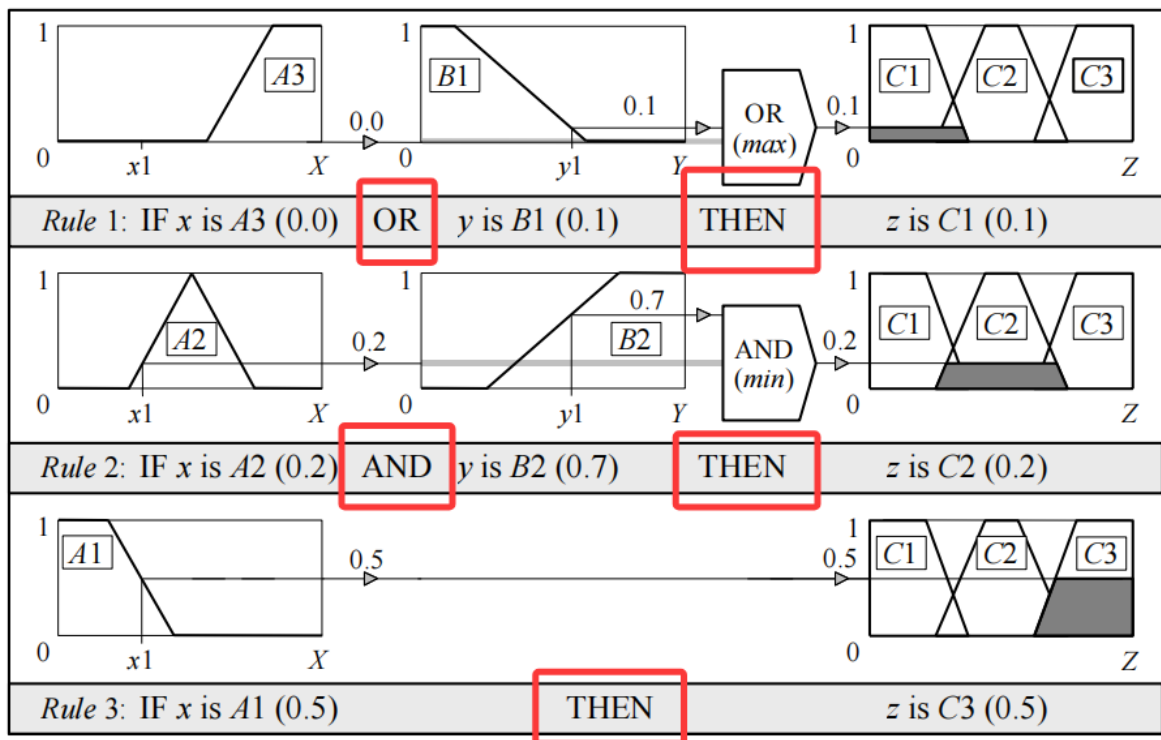 1 1 1
A3 B1 C1 C2 C3
0.0 0.1 OR (max) 0.1
0 x1 X 0 y1 Y 0 Z
Rule 1: IF x is A3 (0.0) OR y is B1 (0.1) THEN z is C1 (0.1)
1 1 1
A2 B2 C1 C2 C3
0.2 0.7 AND (min) 0.2
0 x1 X 0 y1 Y 0 Z
Rule 2: IF x is A2 (0.2) AND y is B2 (0.7) THEN z is C2 (0.2)
1 1
A1 C1 C2 C3
0.5 0.5
0 x1 X 0 Z
Rule 3: IF x is A1 (0.5) THEN z is C3 (0.5)